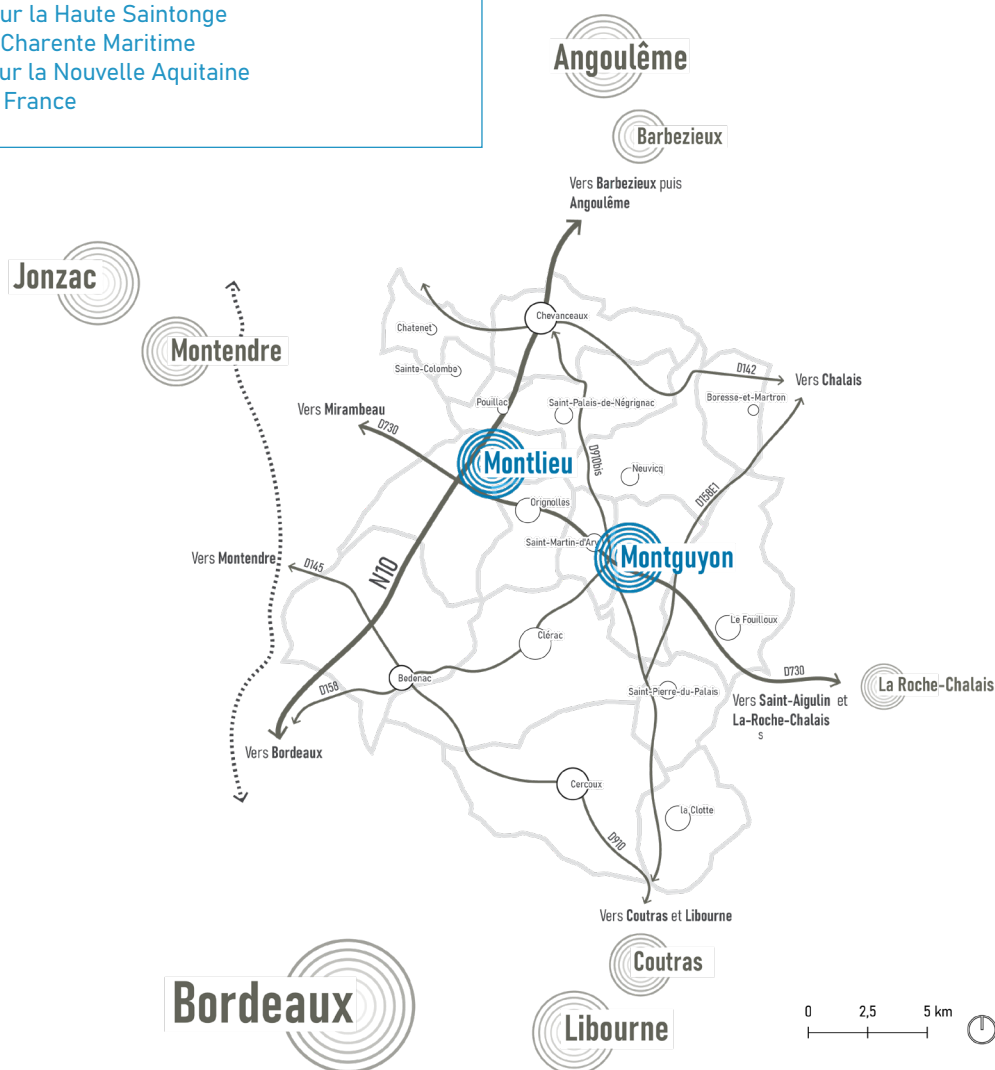 ur la Haute Saintonge
Charente Maritime
ur la Nouvelle Aquitaine
France
Angoulême
Barbezieux
Vers Barbezieux puis
Angoulême
Jonzac
Montendre
Chevanceaux
Chatenet
Sainte-Colombe
D142
Vers Chalais
Boresse-et-Martron
Pouillac
Saint-Palais-de-Négrignac
Vers Mirambeau
D730
Montlieu
D910bis
Neuvicq
D158E1
Orignolles
Saint-Martin-d'Ary
Montguyon
Vers Montendre
D145
N10
Le Fouilloux
Clérac
Bedenac
D158
Saint-Pierre-du-Palais
D730
La Roche-Chalais
Vers Saint-Aigulin et
La-Roche-Chalais
s
Vers Bordeaux
Cercoux
la Clotte
D910
Vers Coutras et Libourne
Coutras
Bordeaux
Libourne
0 2,5 5 km